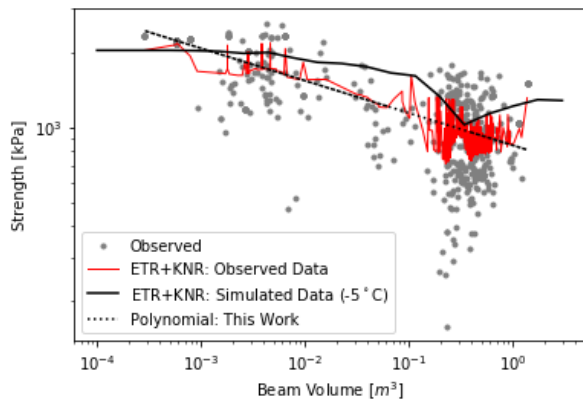 Strength [kPa]
10³
Observed
ETR+KNR: Observed Data
ETR+KNR: Simulated Data (-5°C)
Polynomial: This Work
10⁻⁴ 10⁻³ 10⁻² 10⁻¹ 10⁰
Beam Volume [m³]